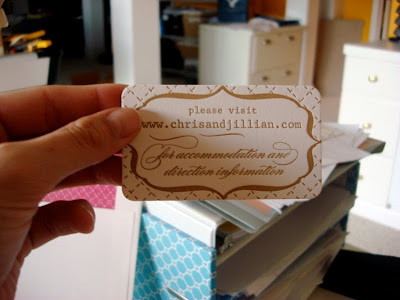 please visit
www.chrisandjillian.com
for accommodation and
direction information